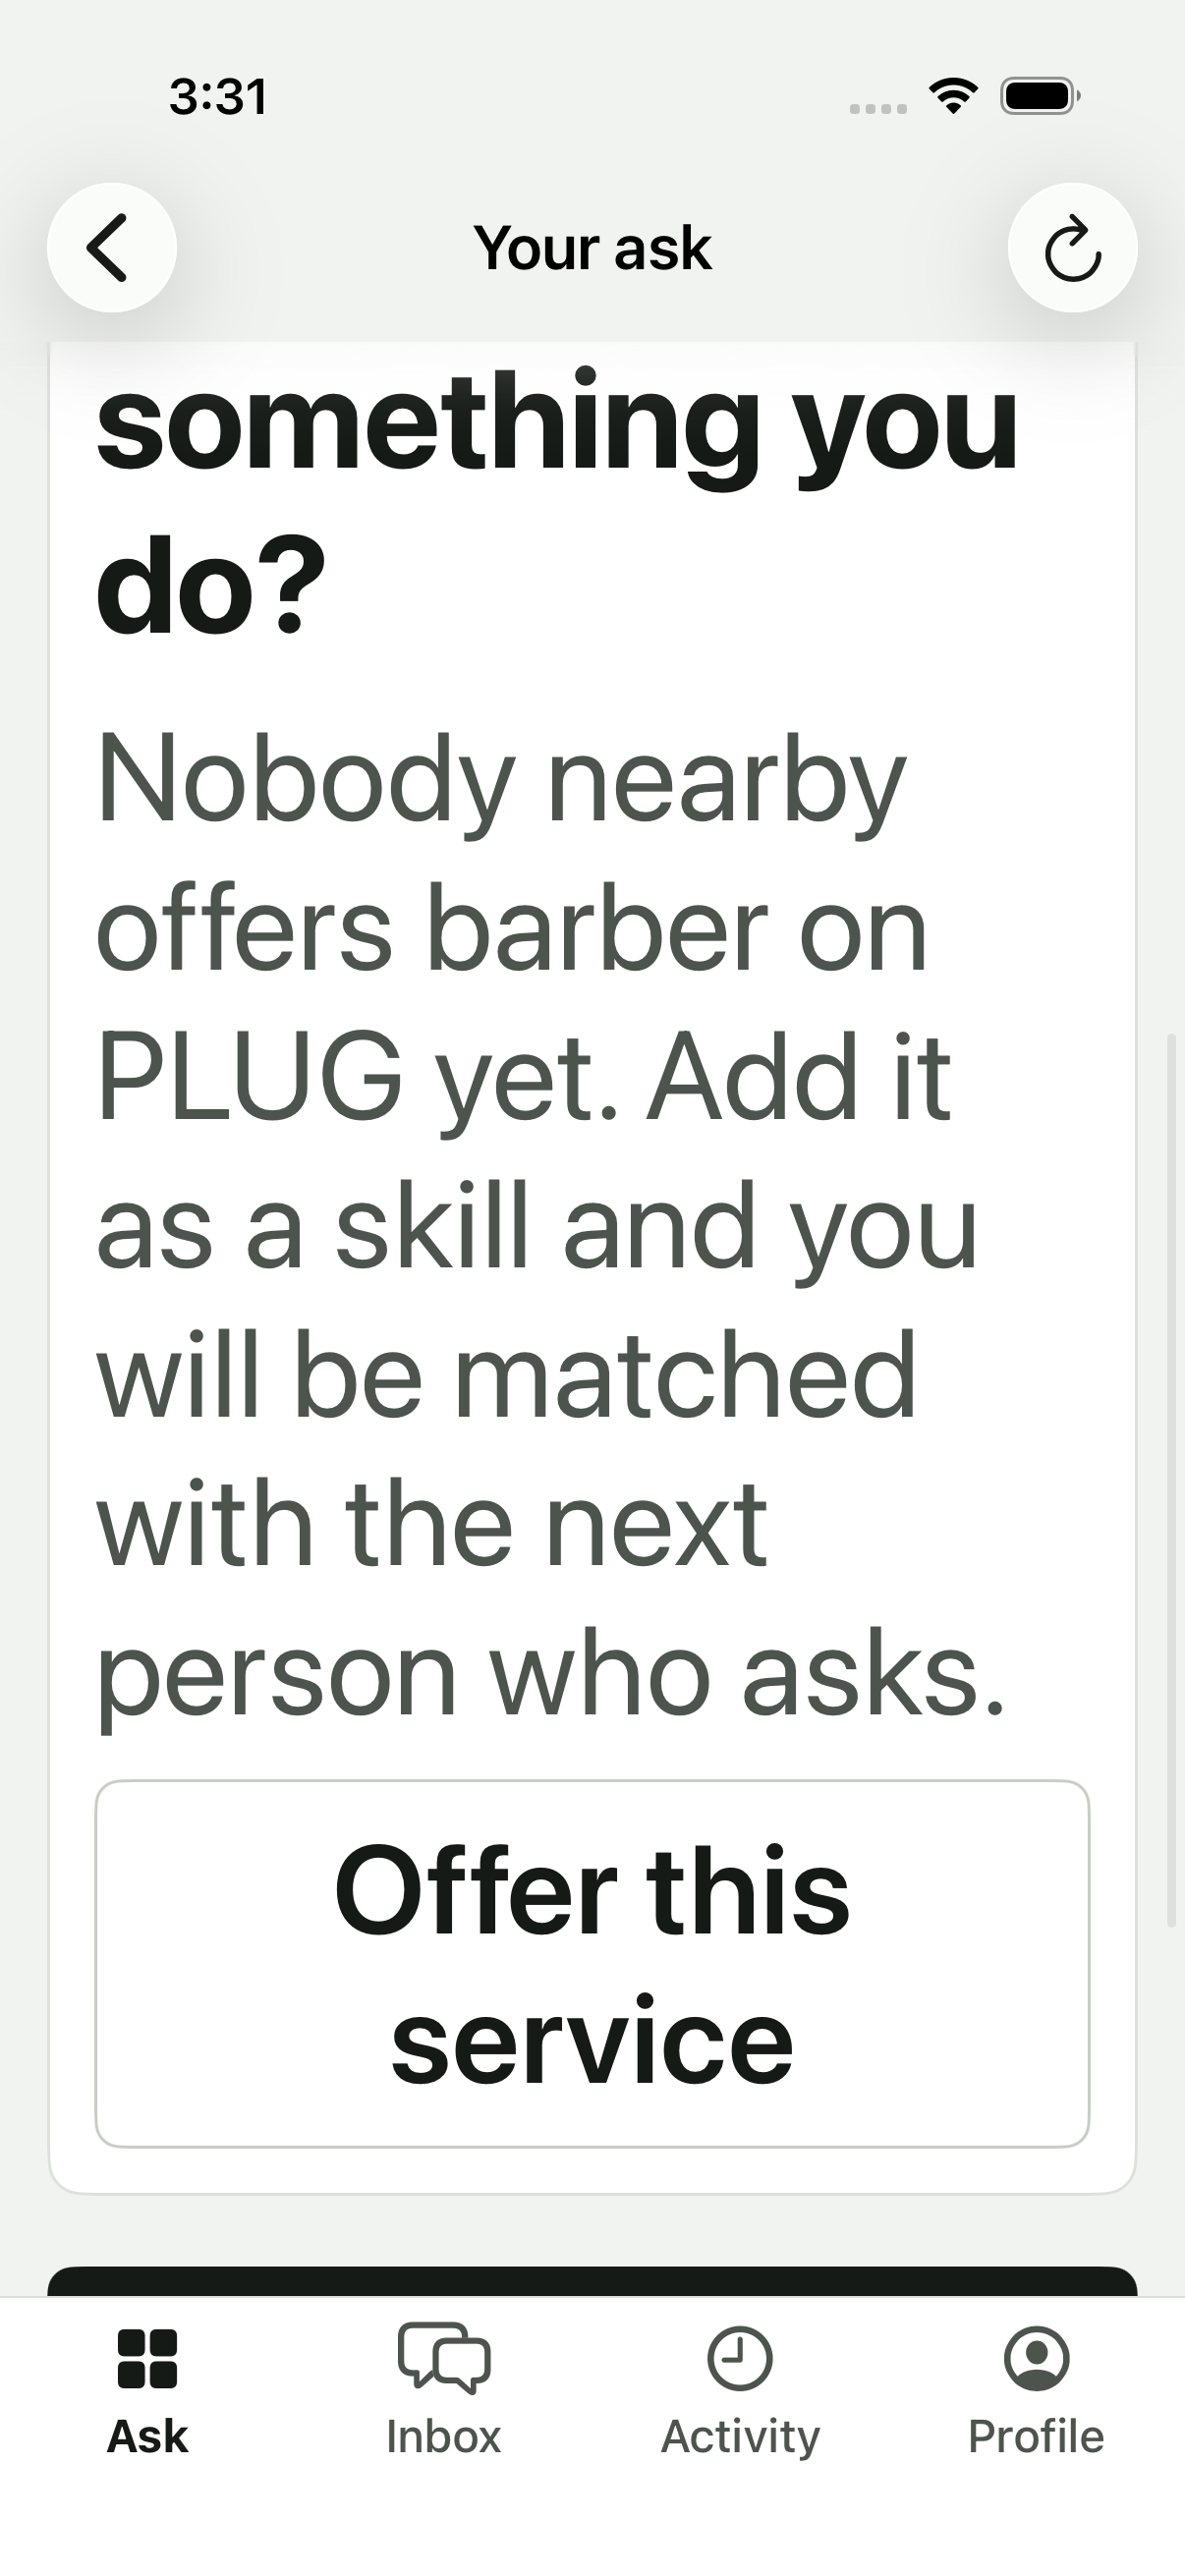 3:31
Your ask
something you
do?
Nobody nearby
offers barber on
PLUG yet. Add it
as a skill and you
will be matched
with the next
person who asks.
Offer this
service
Ask
Inbox
Activity
Profile